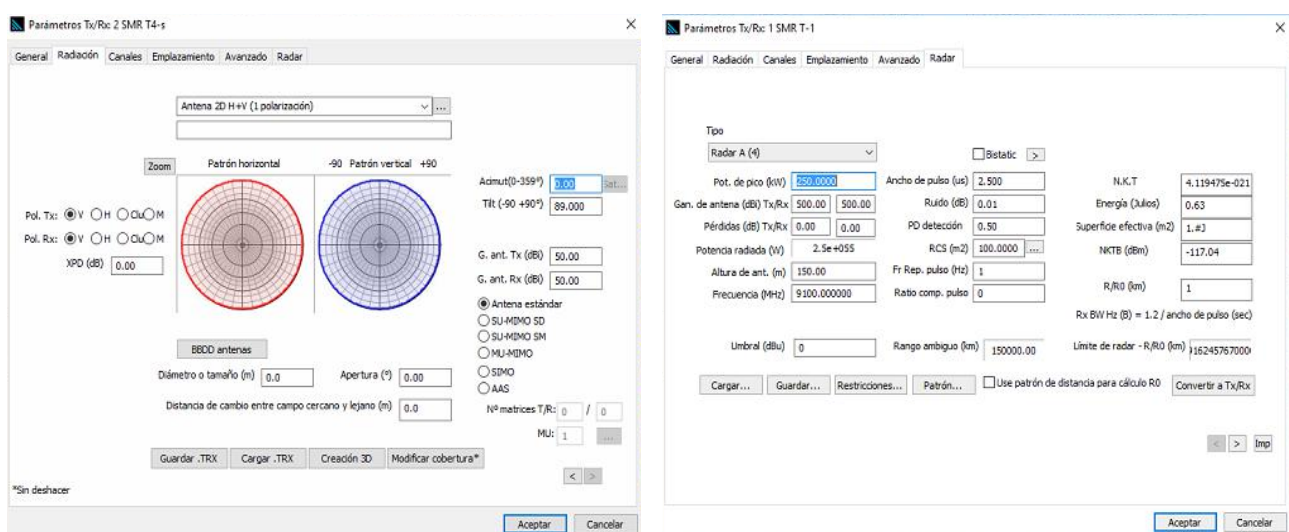 Parámetros Tx/Rx: 2 SMR T4-s
General Radiación Canales Emplazamiento Avanzado Radar
Antena 2D H+V (1 polarización) ...
Zoom Patrón horizontal -90 Patrón vertical +90
Acimut(0-359º) 0.00 Sat...
Tilt (-90 +90º) 89.000
Pol. Tx: V H Clu M
Pol. Rx: V H Clu M
XPD (dB) 0.00
G. ant. Tx (dBi) 50.00
G. ant. Rx (dBi) 50.00
Antena estándar
SU-MIMO SD
SU-MIMO SM
MU-MIMO
SIMO
AAS
BBDD antenas
Diámetro o tamaño (m) 0.0 Apertura (º) 0.00
Distancia de cambio entre campo cercano y lejano (m) 0.0
Nº matrices T/R: 0 / 0
MU: 1 ...
Guardar .TRX Cargar .TRX Creación 3D Modificar cobertura*
< >
*Sin deshacer
Aceptar Cancelar
Parámetros Tx/Rx: 1 SMR T-1
General Radiación Canales Emplazamiento Avanzado Radar
Tipo
Radar A (4) Bistatic >
Pot. de pico (kW) 250.0000 Ancho de pulso (us) 2.500 N.K.T 4.119475e-021
Gan. de antena (dBi) Tx/Rx 500.00 500.00 Ruido (dB) 0.01 Energía (Julios) 0.63
Pérdidas (dB) Tx/Rx 0.00 0.00 PD detección 0.50 Superficie efectiva (m2) 1.#J
Potencia radiada (W) 2.5e+055 RCS (m2) 100.0000 ... NKTB (dBm) -117.04
Altura de ant. (m) 150.00 Fr Rep. pulso (Hz) 1
Frecuencia (MHz) 9100.000000 Ratio comp. pulso 0 R/R0 (km) 1
Rx BW Hz (B) = 1.2 / ancho de pulso (sec)
Umbral (dBu) 0 Rango ambiguo (km) 150000.00 Límite de radar - R/R0 (km) 16245767000
Cargar... Guardar... Restricciones... Patrón... Use patrón de distancia para cálculo R0 Convertir a Tx/Rx
< > Imp
Aceptar Cancelar